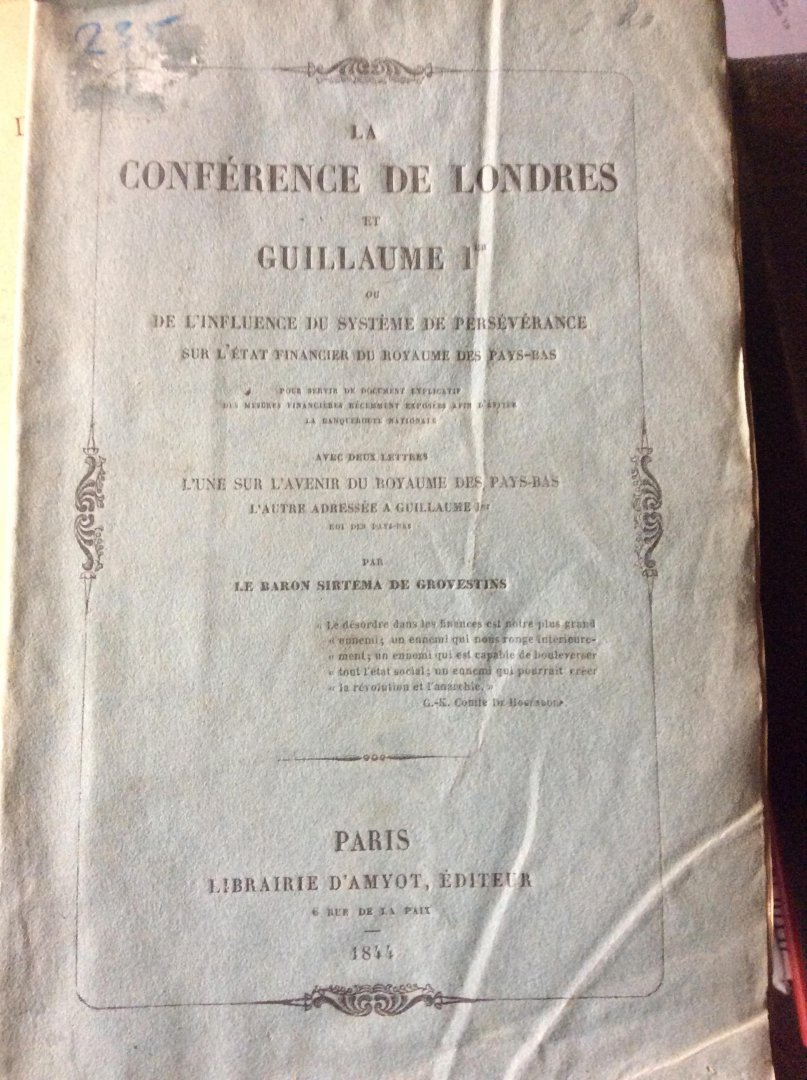 235
LA
CONFÉRENCE DE LONDRES
ET
GUILLAUME 1er
OU
DE L'INFLUENCE DU SYSTÈME DE PERSÉVÉRANCE
SUR L'ÉTAT FINANCIER DU ROYAUME DES PAYS-BAS
POUR SERVIR DE DOCUMENT EXPLICATIF
DES MESURES FINANCIÈRES RÉCEMMENT EXPOSÉES AFIN D'ÉVITER
LA BANQUEROUTE NATIONALE
AVEC DEUX LETTRES
L'UNE SUR L'AVENIR DU ROYAUME DES PAYS-BAS
L'AUTRE ADRESSÉE A GUILLAUME 1er
ROI DES PAYS-BAS
PAR
LE BARON SIRTEMA DE GROVESTINS
« Le désordre dans les finances est notre plus grand
« ennemi; un ennemi qui nous ronge intérieure-
« ment; un ennemi qui est capable de bouleverser
« tout l'état social; un ennemi qui pourrait créer
« la révolution et l'anarchie. »
G.-K. Comte De Hogendorp
PARIS
LIBRAIRIE D'AMYOT, ÉDITEUR
6 RUE DE LA PAIX
1844